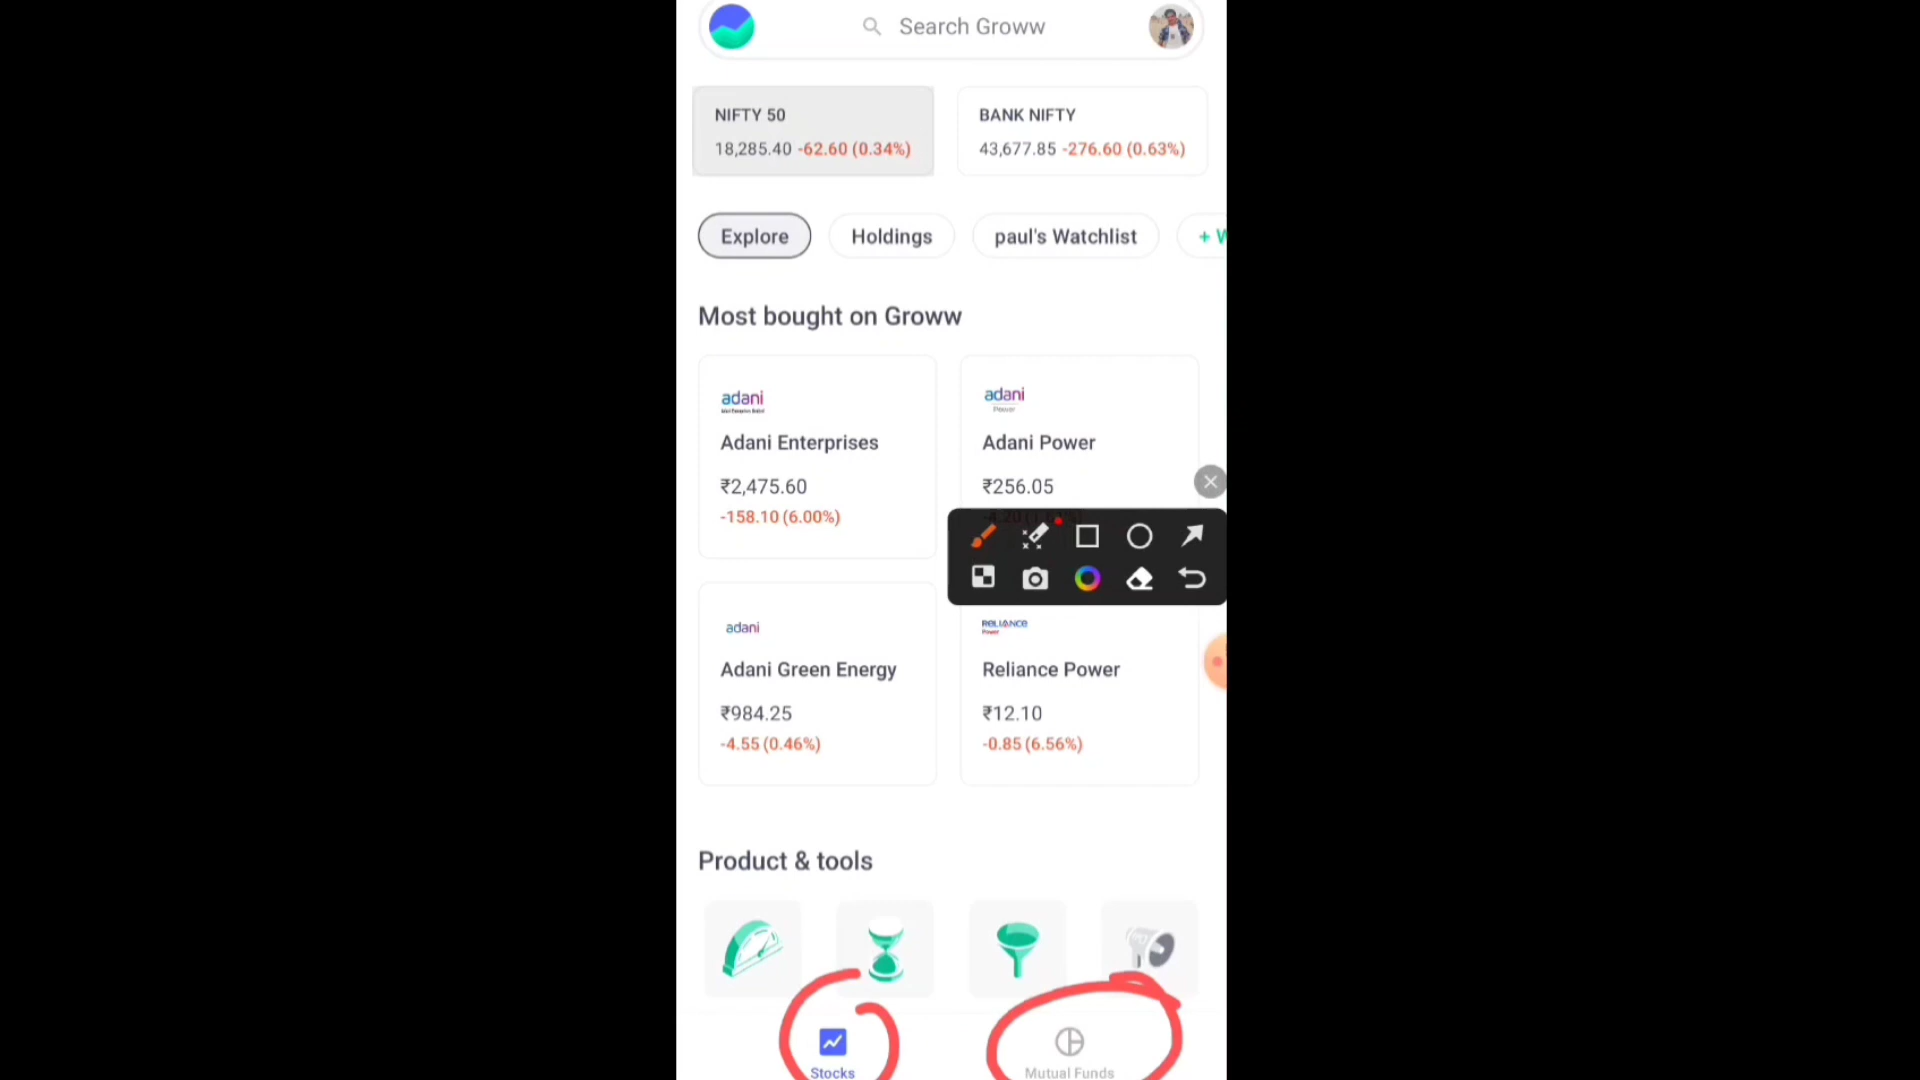 Search Groww
NIFTY 50
18,285.40 -62.60 (0.34%)
BANK NIFTY
43,677.85 -276.60 (0.63%)
Explore
Holdings
paul's Watchlist
+ W
Most bought on Groww
adani
Adani Enterprises
₹2,475.60
-158.10 (6.00%)
adani
Power
Adani Power
₹256.05
adani
Adani Green Energy
₹984.25
-4.55 (0.46%)
RELIANCE
Power
Reliance Power
₹12.10
-0.85 (6.56%)
Product & tools
Stocks
Mutual Funds